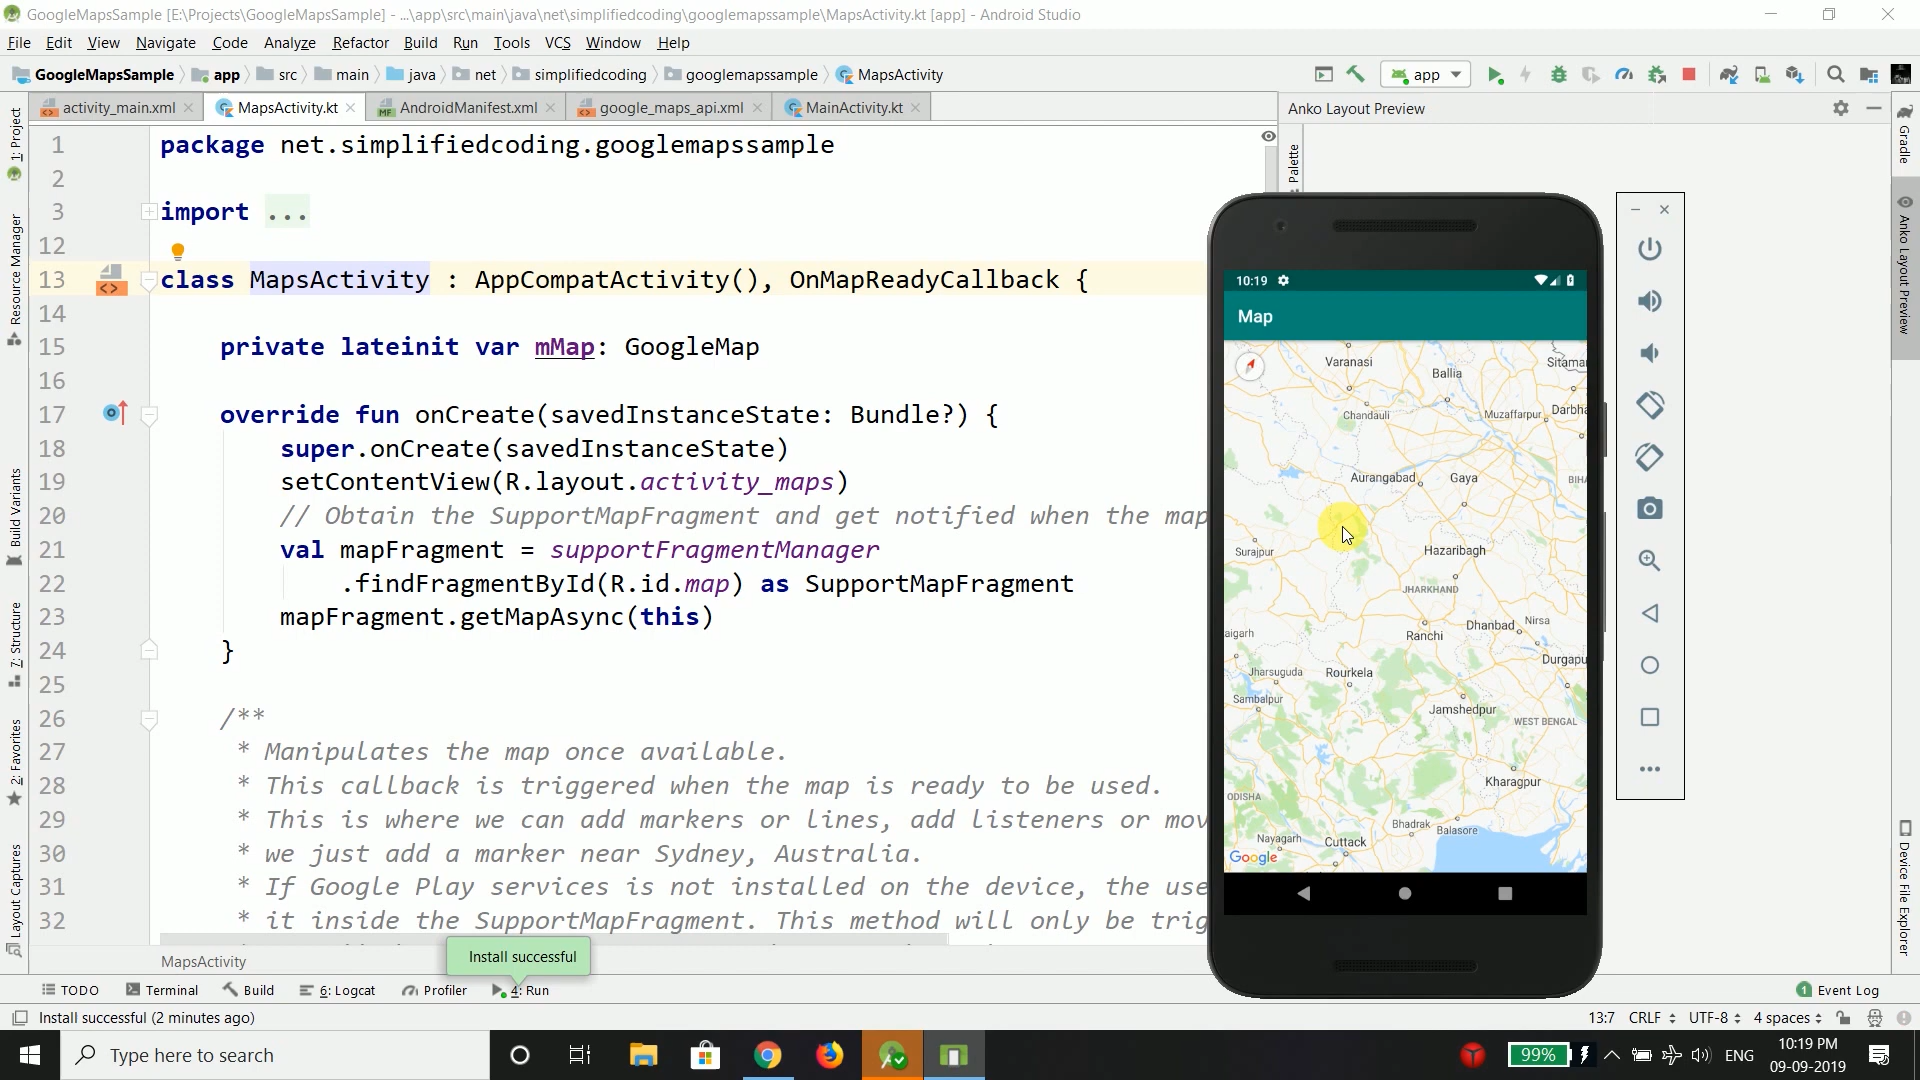 GoogleMapsSample [E:\Projects\GoogleMapsSample] - ...\app\src\main\java\net\simplifiedcoding\googlemapssample\MapsActivity.kt [app] - Android Studio
File Edit View Navigate Code Analyze Refactor Build Run Tools VCS Window Help
GoogleMapsSample app src main java net simplifiedcoding googlemapssample MapsActivity app
activity_main.xml MapsActivity.kt AndroidManifest.xml google_maps_api.xml MainActivity.kt
Anko Layout Preview
1: Project
Resource Manager
Build Variants
7: Structure
2: Favorites
Layout Captures
1 package net.simplifiedcoding.googlemapssample
2
3 import ...
12
13 class MapsActivity : AppCompatActivity(), OnMapReadyCallback {
14
15 private lateinit var mMap: GoogleMap
16
17 override fun onCreate(savedInstanceState: Bundle?) {
18 super.onCreate(savedInstanceState)
19 setContentView(R.layout.activity_maps)
20 // Obtain the SupportMapFragment and get notified when the map
21 val mapFragment = supportFragmentManager
22 .findFragmentById(R.id.map) as SupportMapFragment
23 mapFragment.getMapAsync(this)
24 }
25
26 /**
27 * Manipulates the map once available.
28 * This callback is triggered when the map is ready to be used.
29 * This is where we can add markers or lines, add listeners or mov
30 * we just add a marker near Sydney, Australia.
31 * If Google Play services is not installed on the device, the use
32 * it inside the SupportMapFragment. This method will only be trig
MapsActivity
Install successful
Palette
10:19
Map
Varanasi
Ballia
Sitamar
Chandauli
Muzaffarpur
Darbha
Aurangabad
Gaya
BIHA
Surajpur
Hazaribagh
JHARKHAND
aigarh
Ranchi
Dhanbad
Nirsa
Durgapu
Jharsuguda
Rourkela
Sambalpur
Jamshedpur
WEST BENGAL
Kharagpur
ODISHA
Bhadrak
Balasore
Nayagarh
Cuttack
Google
Gradle
Anko Layout Preview
Device File Explorer
TODO Terminal Build 6: Logcat Profiler 4: Run 1 Event Log
Install successful (2 minutes ago) 13:7 CRLF UTF-8 4 spaces
Type here to search 99% ENG 10:19 PM
09-09-2019